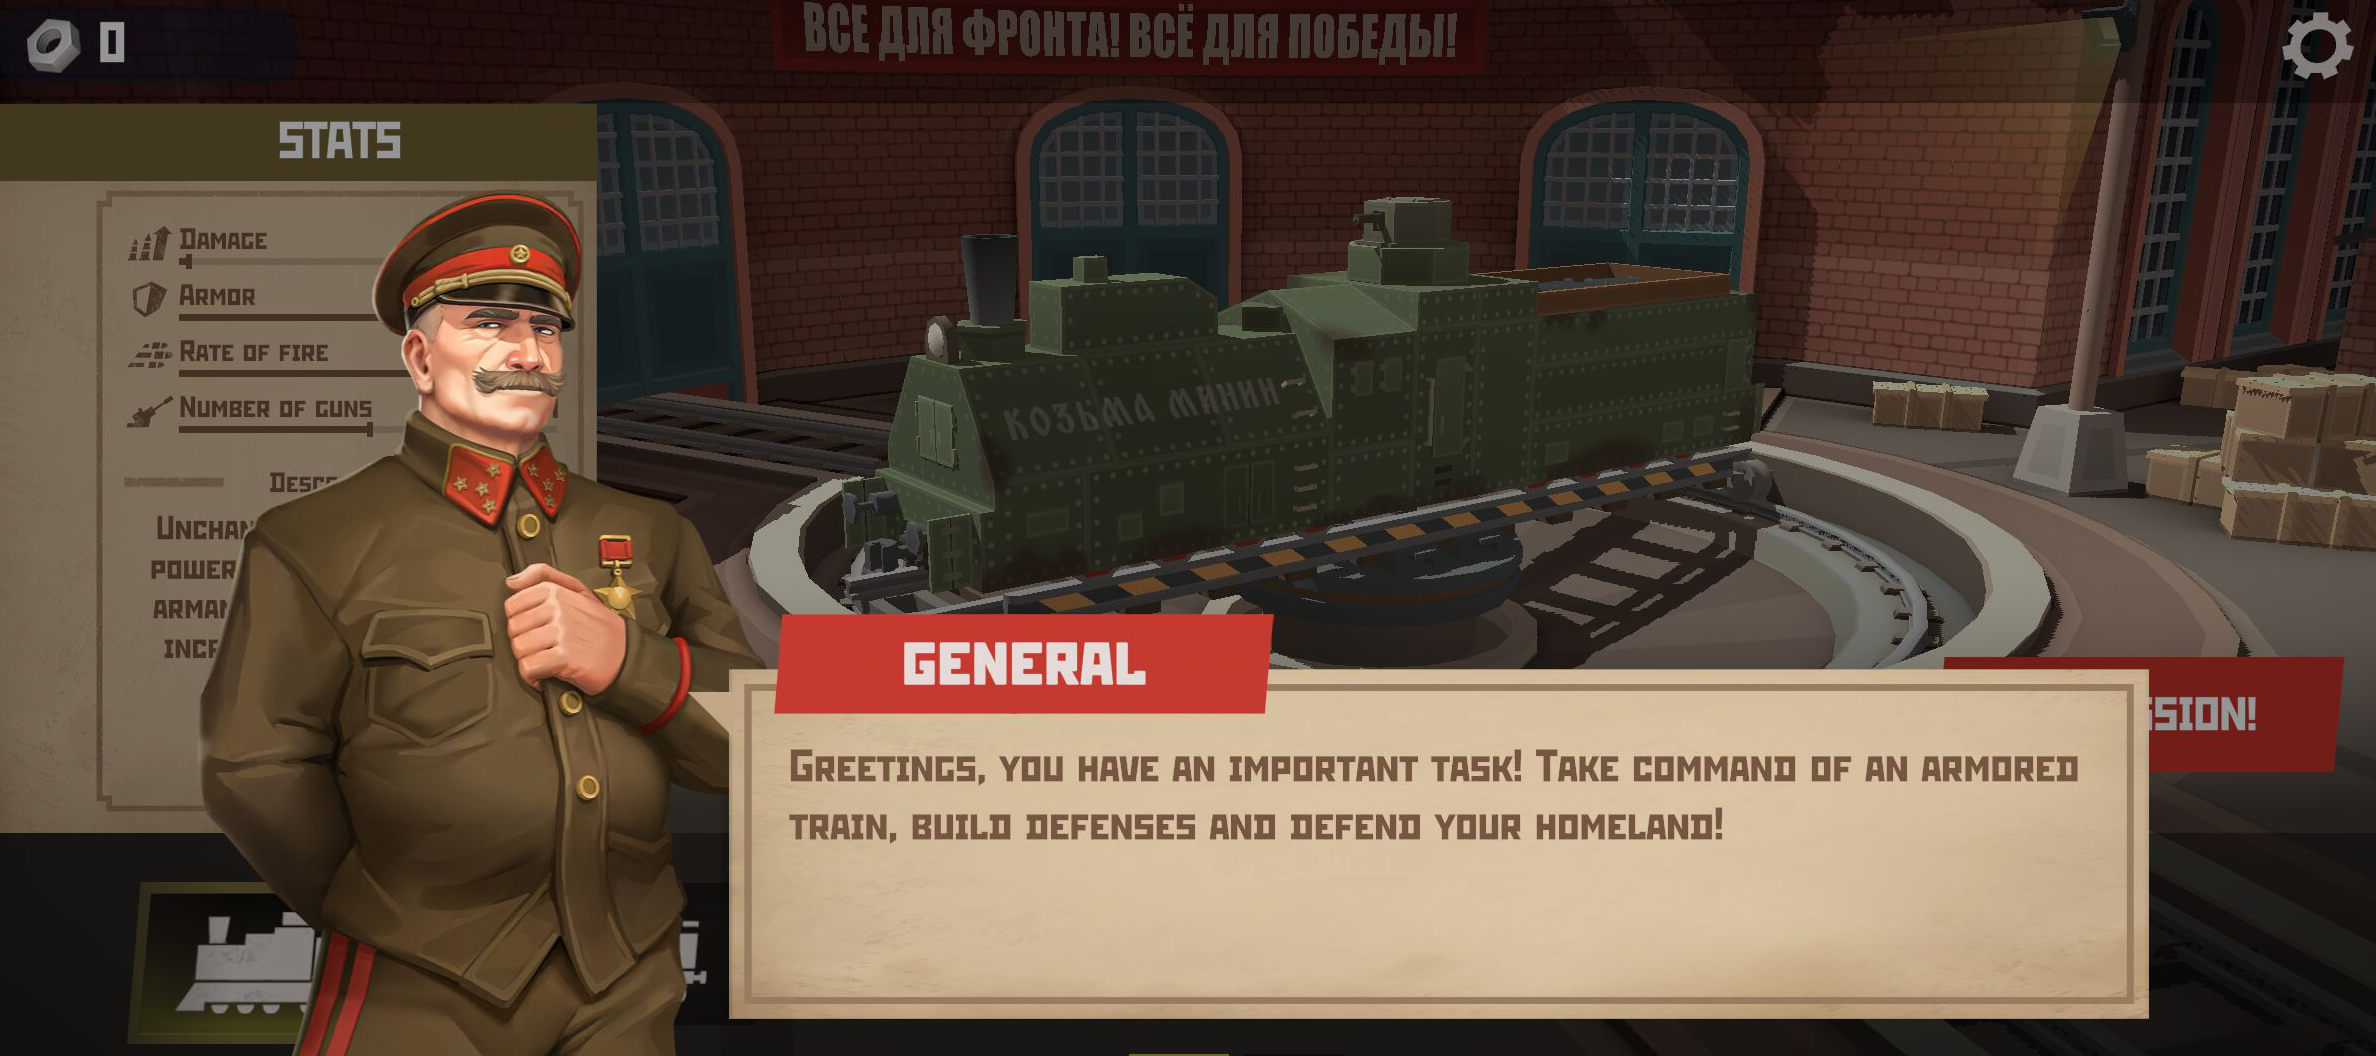 0
ВСЕ ДЛЯ ФРОНТА! ВСЁ ДЛЯ ПОБЕДЫ!
STATS
DAMAGE
ARMOR
RATE OF FIRE
NUMBER OF GUNS
КОЗЬМА МИНИН
GENERAL
GREETINGS, YOU HAVE AN IMPORTANT TASK! TAKE COMMAND OF AN ARMORED
TRAIN, BUILD DEFENSES AND DEFEND YOUR HOMELAND!